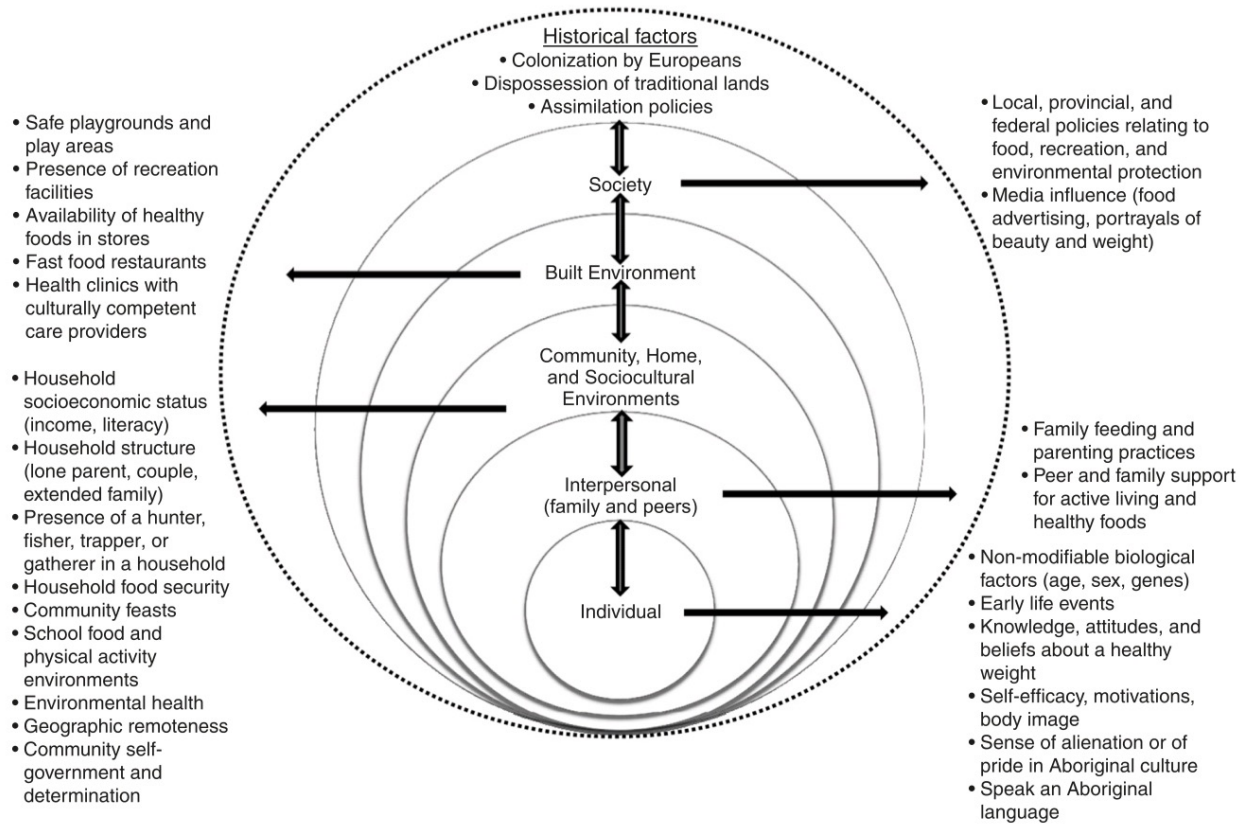 Historical factors
• Colonization by Europeans
• Dispossession of traditional lands
• Assimilation policies
Society
Built Environment
Community, Home,
and Sociocultural
Environments
Interpersonal
(family and peers)
Individual
• Safe playgrounds and
play areas
• Presence of recreation
facilities
• Availability of healthy
foods in stores
• Fast food restaurants
• Health clinics with
culturally competent
care providers
• Household
socioeconomic status
(income, literacy)
• Household structure
(lone parent, couple,
extended family)
• Presence of a hunter,
fisher, trapper, or
gatherer in a household
• Household food security
• Community feasts
• School food and
physical activity
environments
• Environmental health
• Geographic remoteness
• Community self-
government and
determination
• Local, provincial, and
federal policies relating to
food, recreation, and
environmental protection
• Media influence (food
advertising, portrayals of
beauty and weight)
• Family feeding and
parenting practices
• Peer and family support
for active living and
healthy foods
• Non-modifiable biological
factors (age, sex, genes)
• Early life events
• Knowledge, attitudes, and
beliefs about a healthy
weight
• Self-efficacy, motivations,
body image
• Sense of alienation or of
pride in Aboriginal culture
• Speak an Aboriginal
language